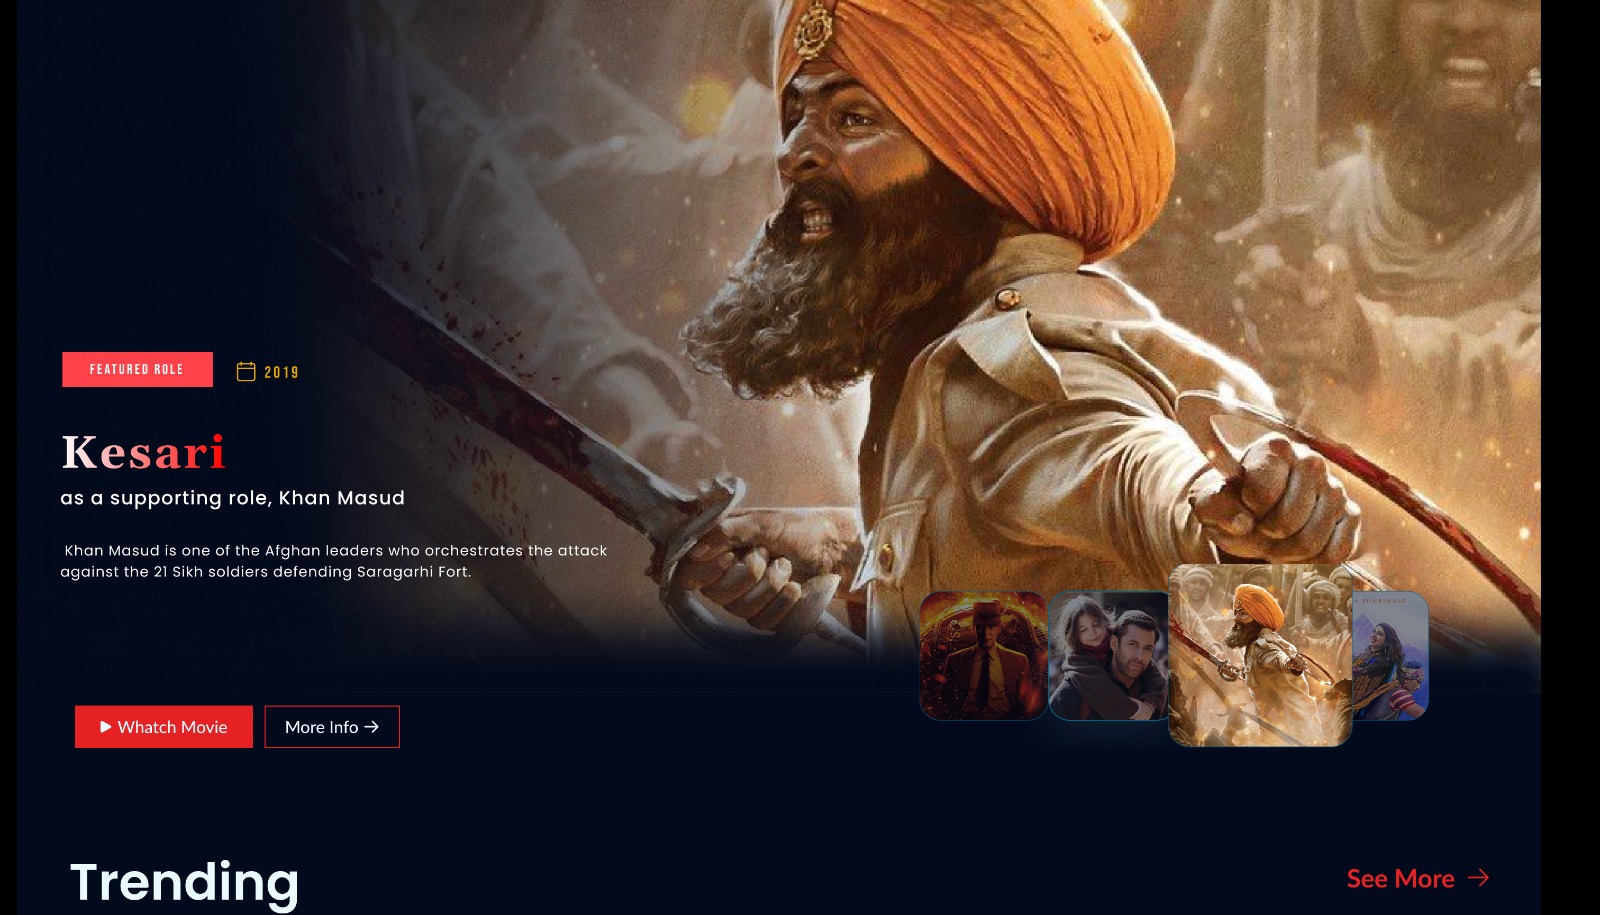 FEATURED ROLE
2019
Kesari
as a supporting role, Khan Masud
Khan Masud is one of the Afghan leaders who orchestrates the attack
against the 21 Sikh soldiers defending Saragarhi Fort.
A PILGRIMAGE
Whatch Movie
More Info →
Trending
See More →